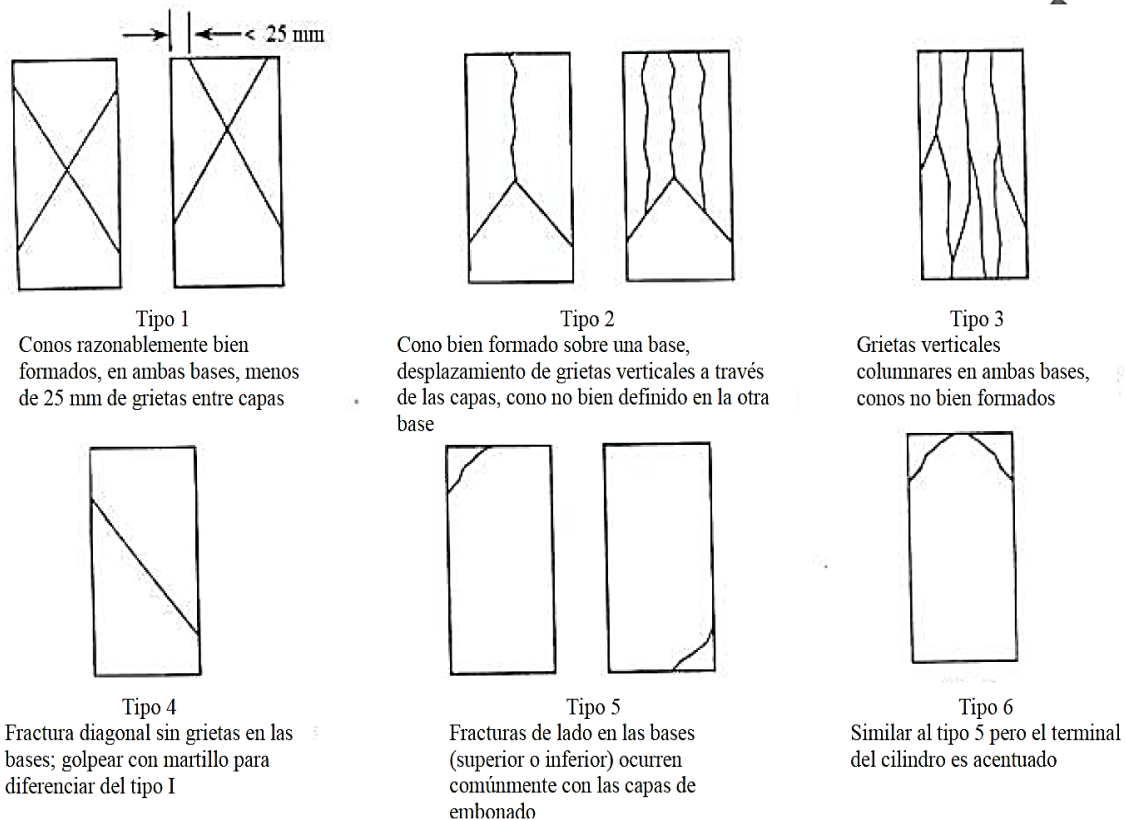 < 25 mm
Tipo 1
Conos razonablemente bien
formados, en ambas bases, menos
de 25 mm de grietas entre capas
Tipo 2
Cono bien formado sobre una base,
desplazamiento de grietas verticales a través
de las capas, cono no bien definido en la otra
base
Tipo 3
Grietas verticales
columnares en ambas bases,
conos no bien formados
Tipo 4
Fractura diagonal sin grietas en las
bases; golpear con martillo para
diferenciar del tipo I
Tipo 5
Fracturas de lado en las bases
(superior o inferior) ocurren
comúnmente con las capas de
embonado
Tipo 6
Similar al tipo 5 pero el terminal
del cilindro es acentuado